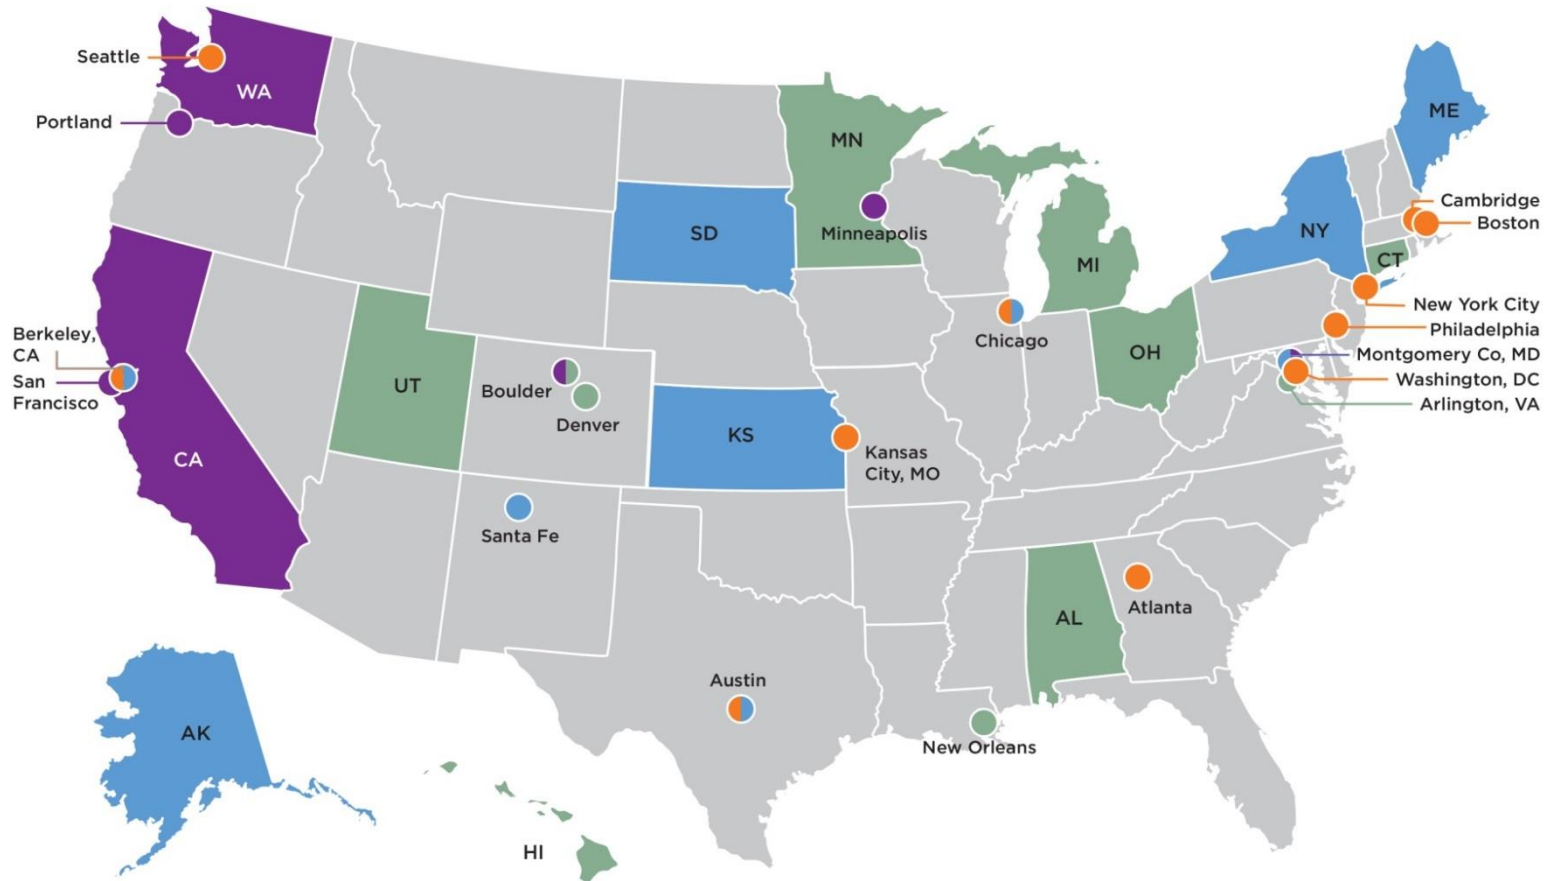 Seattle
WA
Portland
MN
ME
Minneapolis
SD
Cambridge
Boston
NY
CT
MI
New York City
Philadelphia
Montgomery Co, MD
Washington, DC
Arlington, VA
Chicago
OH
Berkeley,
CA
San
Francisco
UT
Boulder
Denver
KS
Kansas
City, MO
CA
Santa Fe
Atlanta
AL
Austin
New Orleans
AK
HI